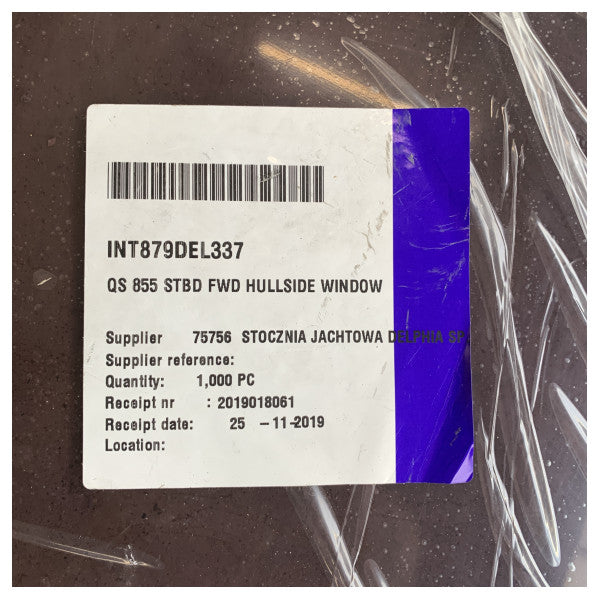 INT879DEL337
QS 855 STBD FWD HULLSIDE WINDOW
Supplier 75756 STOCZNIA JACHTOWA DELPHIA SP
Supplier reference:
Quantity: 1,000 PC
Receipt nr : 2019018061
Receipt date: 25 -11-2019
Location: